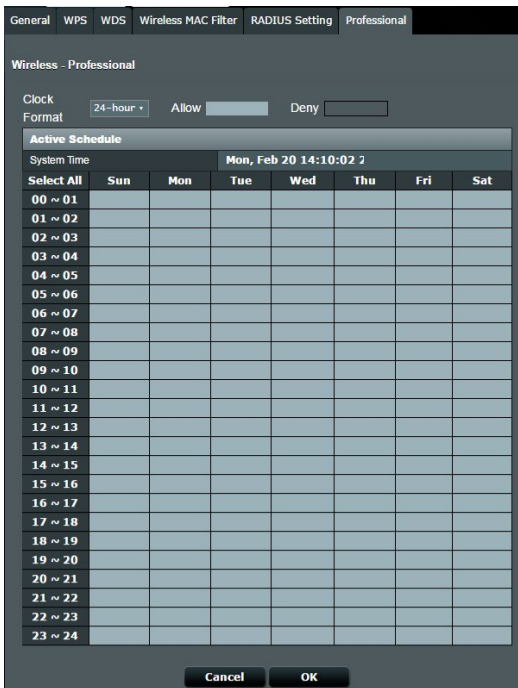 General WPS WDS Wireless MAC Filter RADIUS Setting Professional
Wireless - Professional
Clock Format 24-hour Allow Deny
Active Schedule
System Time Mon, Feb 20 14:10:02 2
Select All Sun Mon Tue Wed Thu Fri Sat
00 ~ 01
01 ~ 02
02 ~ 03
03 ~ 04
04 ~ 05
05 ~ 06
06 ~ 07
07 ~ 08
08 ~ 09
09 ~ 10
10 ~ 11
11 ~ 12
12 ~ 13
13 ~ 14
14 ~ 15
15 ~ 16
16 ~ 17
17 ~ 18
18 ~ 19
19 ~ 20
20 ~ 21
21 ~ 22
22 ~ 23
23 ~ 24
Cancel OK